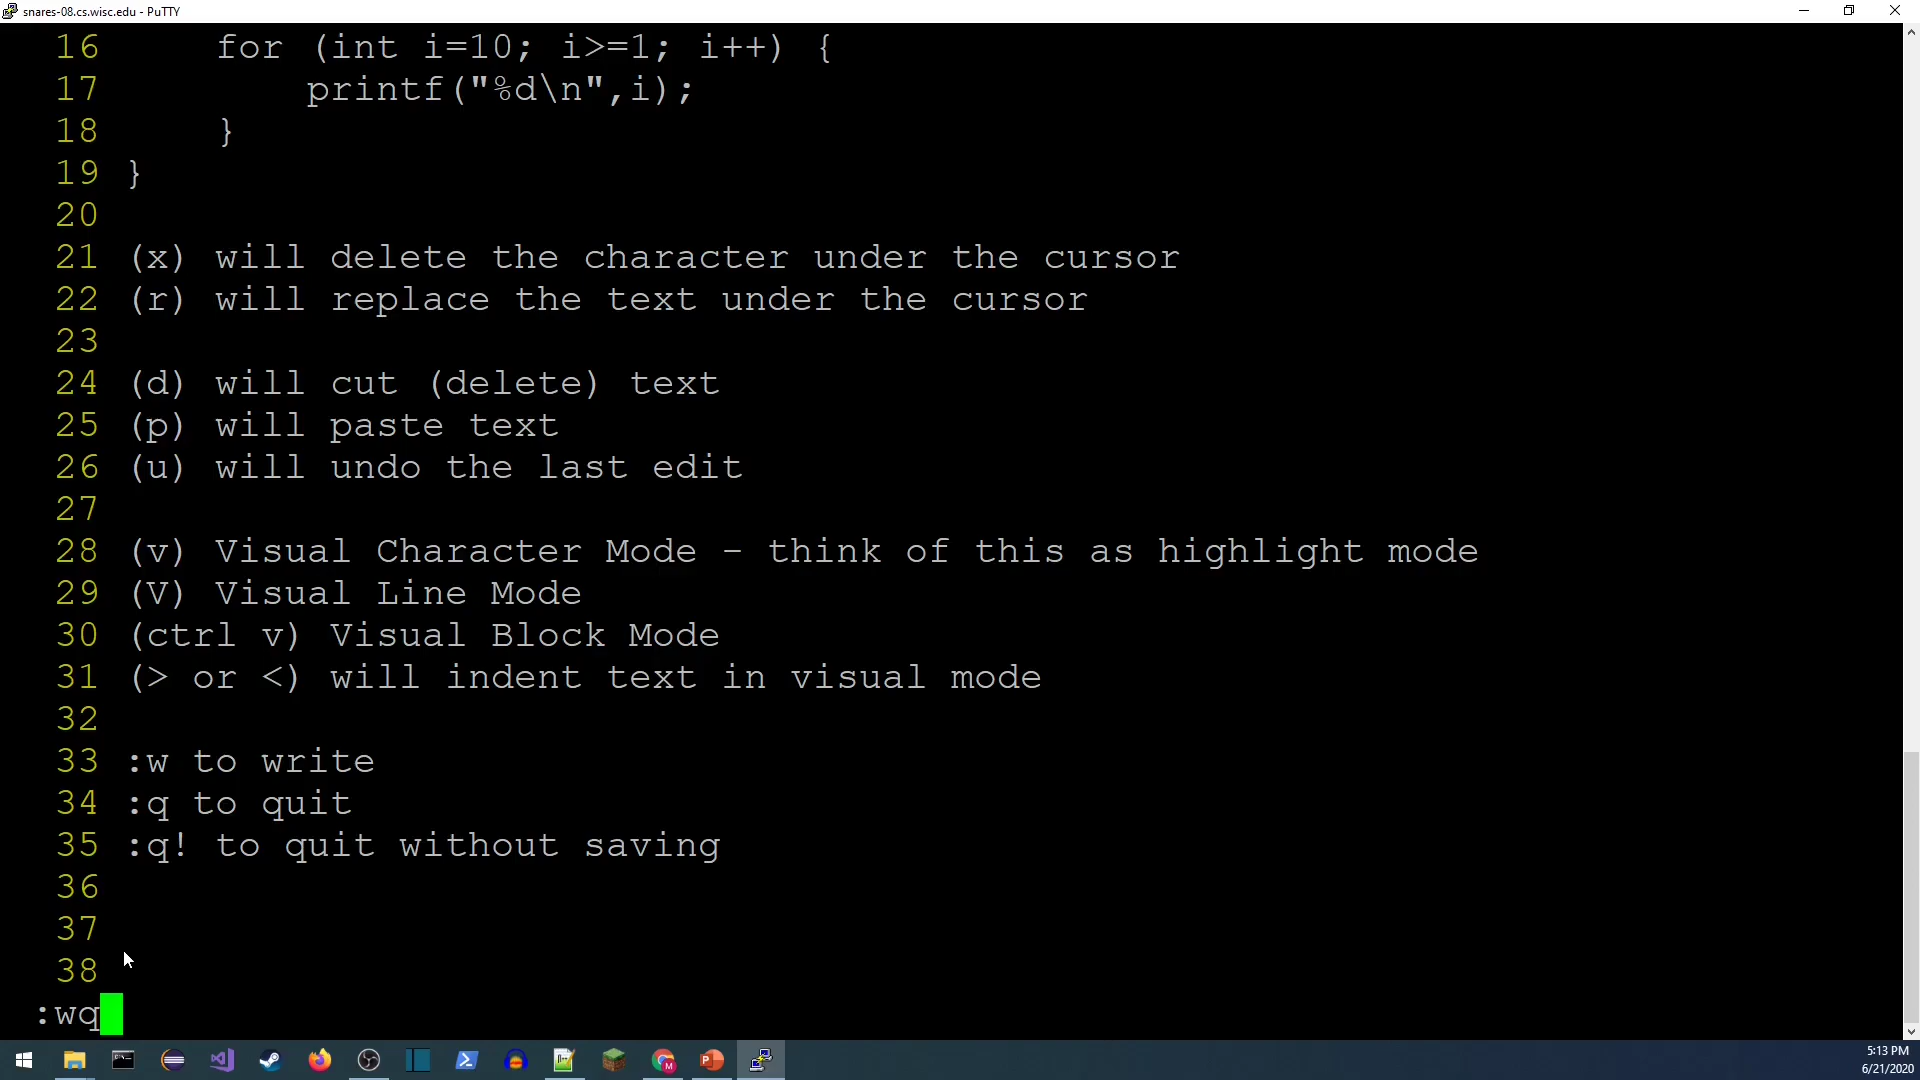 snares-08.cs.wisc.edu - PuTTY
16 for (int i=10; i>=1; i++) {
17 printf("%d\n",i);
18 }
19 }
20
21 (x) will delete the character under the cursor
22 (r) will replace the text under the cursor
23
24 (d) will cut (delete) text
25 (p) will paste text
26 (u) will undo the last edit
27
28 (v) Visual Character Mode - think of this as highlight mode
29 (V) Visual Line Mode
30 (ctrl v) Visual Block Mode
31 (> or <) will indent text in visual mode
32
33 :w to write
34 :q to quit
35 :q! to quit without saving
36
37
38
:wq
5:13 PM
6/21/2020